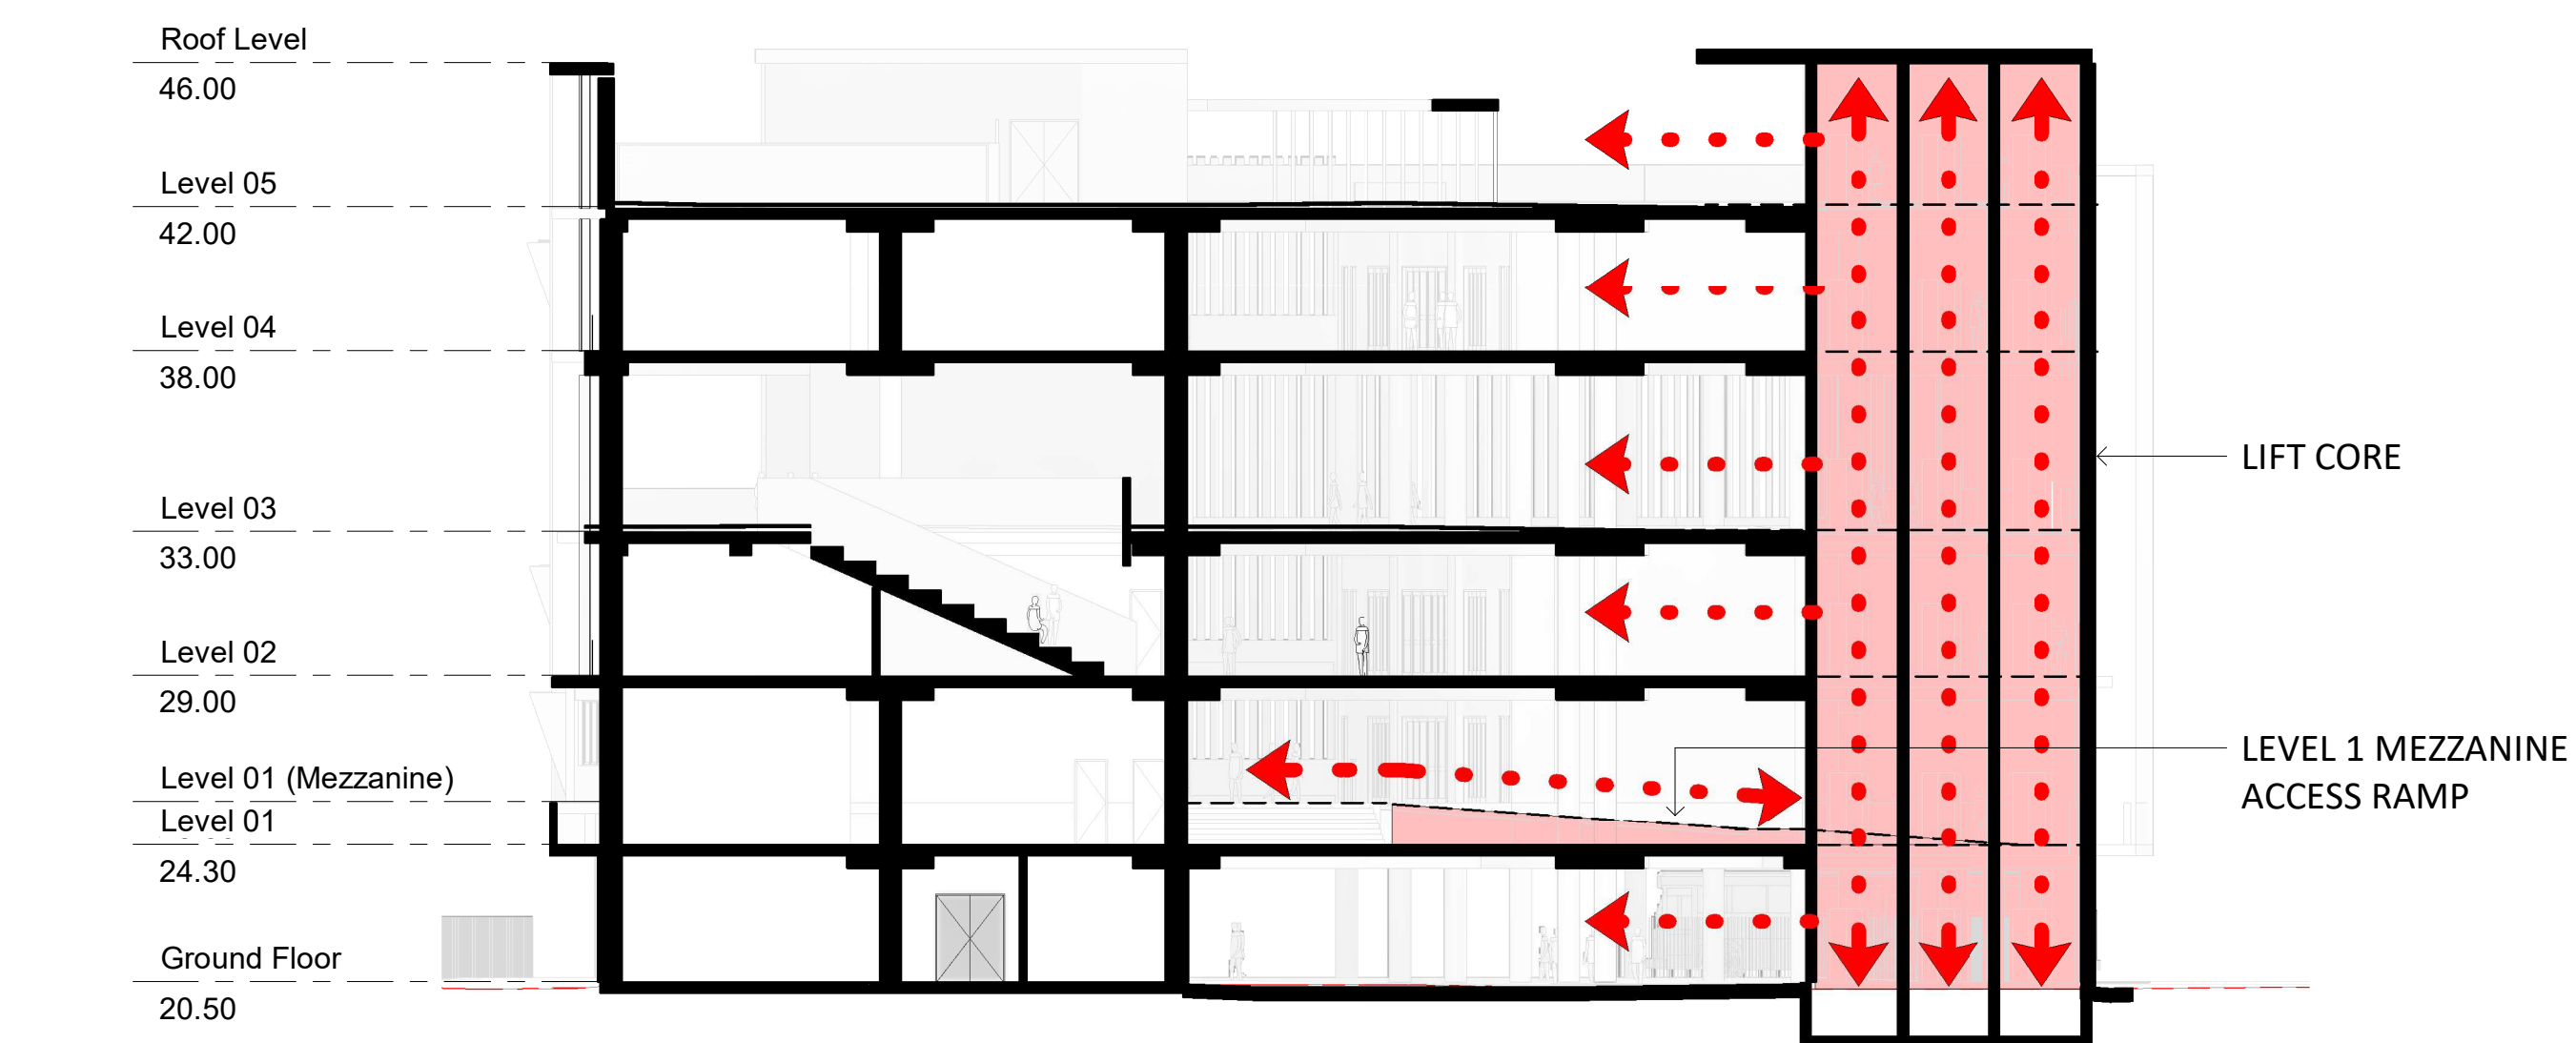 Roof Level
46.00
Level 05
42.00
Level 04
38.00
LIFT CORE
Level 03
33.00
Level 02
29.00
LEVEL 1 MEZZANINE
ACCESS RAMP
Level 01 (Mezzanine)
Level 01
24.30
Ground Floor
20.50